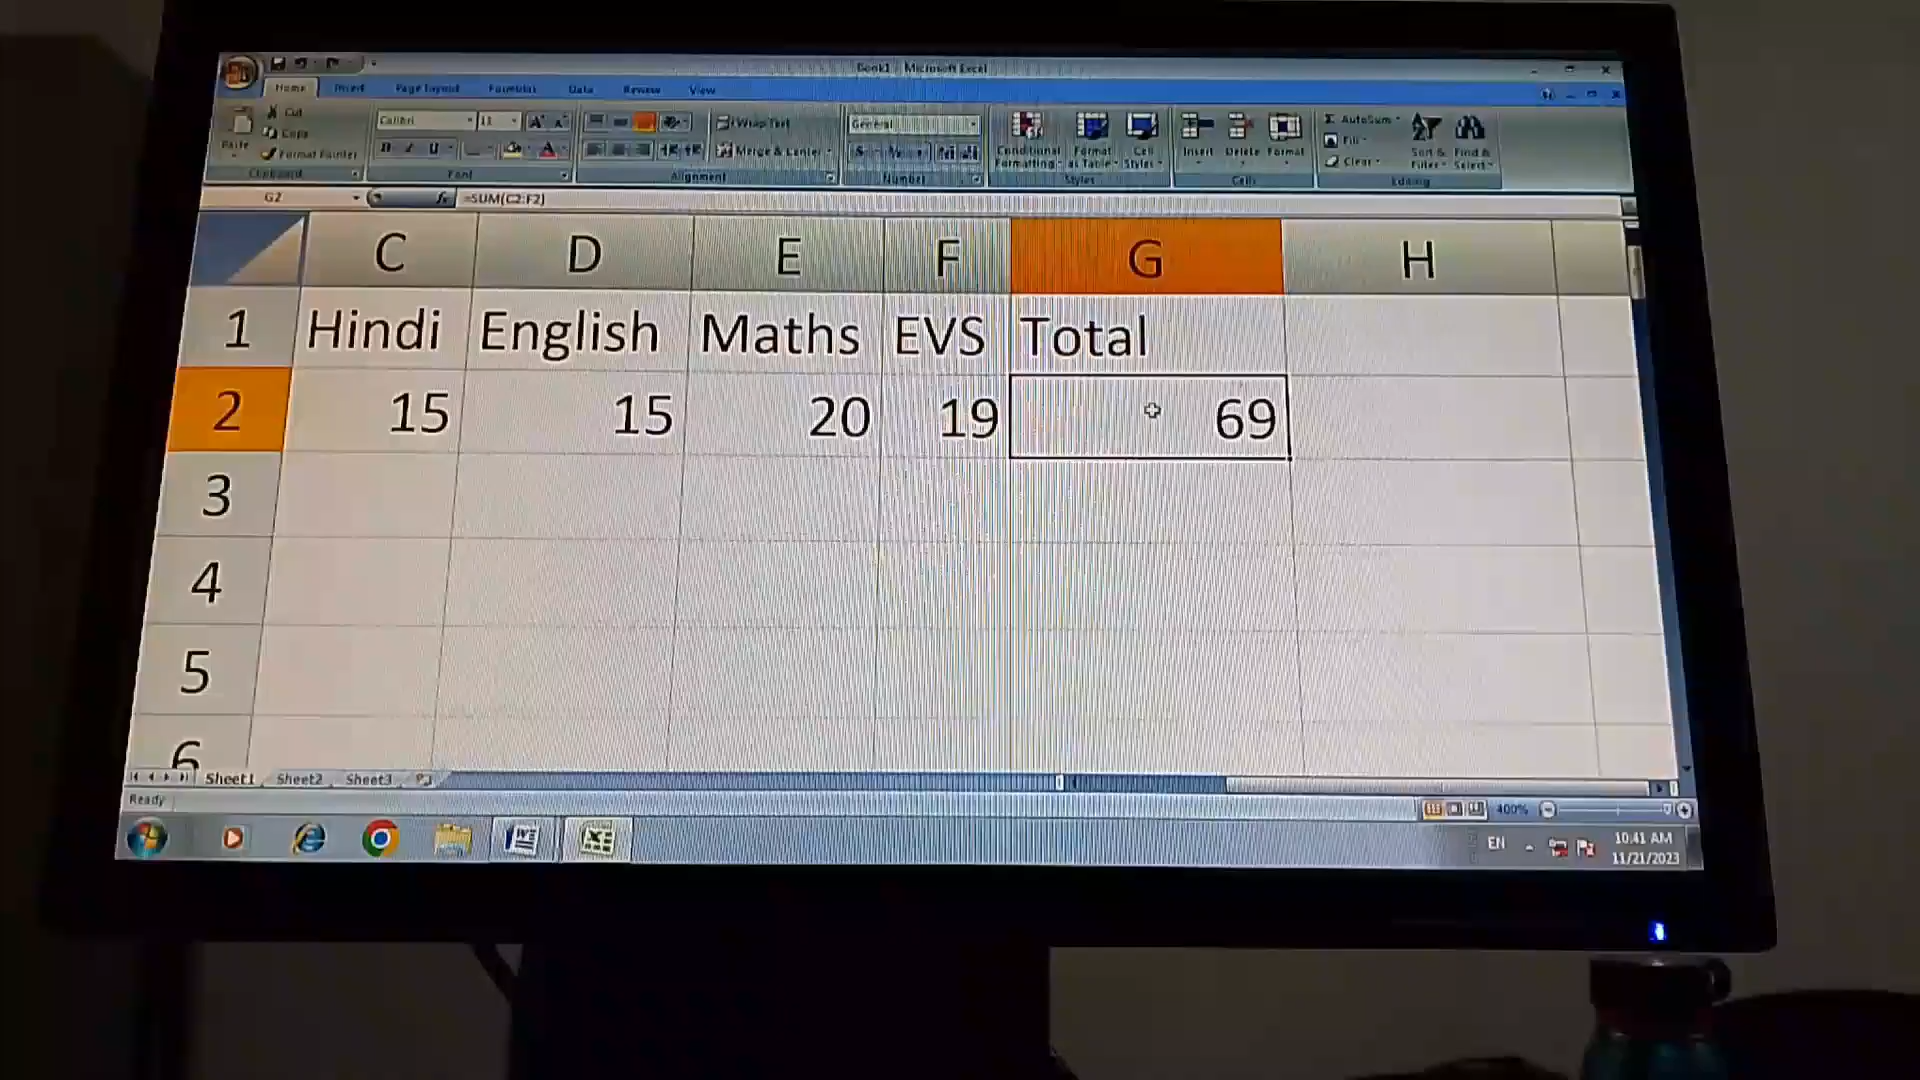 Book1 - Microsoft Excel
Home Insert Page Layout Formulas Data Review View
Cut
Copy
Format Painter
Paste
Calibri 11
Wrap Text
Merge & Center
General
Conditional Formatting
Format as Table
Cell Styles
Insert Delete Format
Σ AutoSum
Fill
Clear
Sort & Filter
Find & Select
Clipboard Font Alignment Number Styles Cells Editing
G2 fx =SUM(C2:F2)
C D E F G H
1 Hindi English Maths EVS Total
2 15 15 20 19 69
3
4
5
6
Sheet1 Sheet2 Sheet3
Ready 400%
EN 10:41 AM
11/21/2023